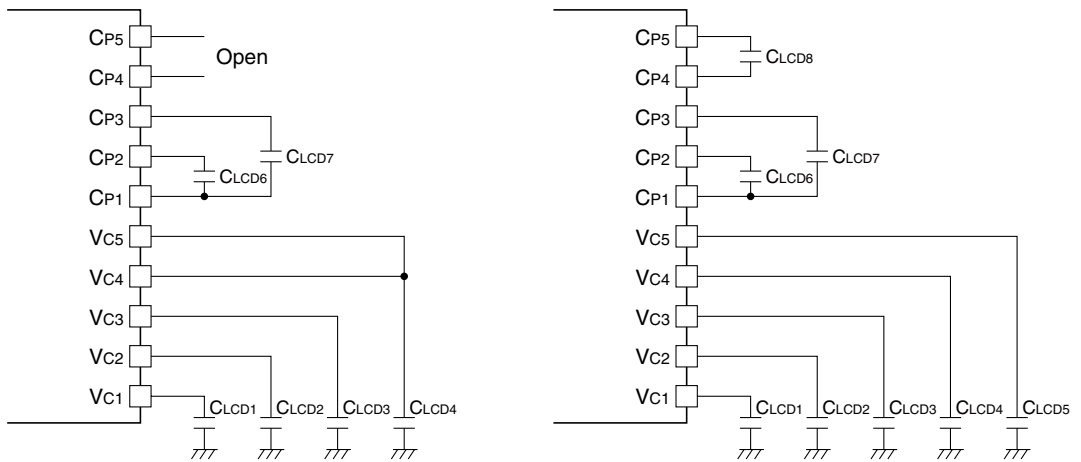 CP5
Open
CP4
CP3
CLCD7
CP2
CLCD6
CP1
VC5
VC4
VC3
VC2
VC1
CLCD1
CLCD2
CLCD3
CLCD4
CP5
CLCD8
CP4
CP3
CLCD7
CP2
CLCD6
CP1
VC5
VC4
VC3
VC2
VC1
CLCD1
CLCD2
CLCD3
CLCD4
CLCD5